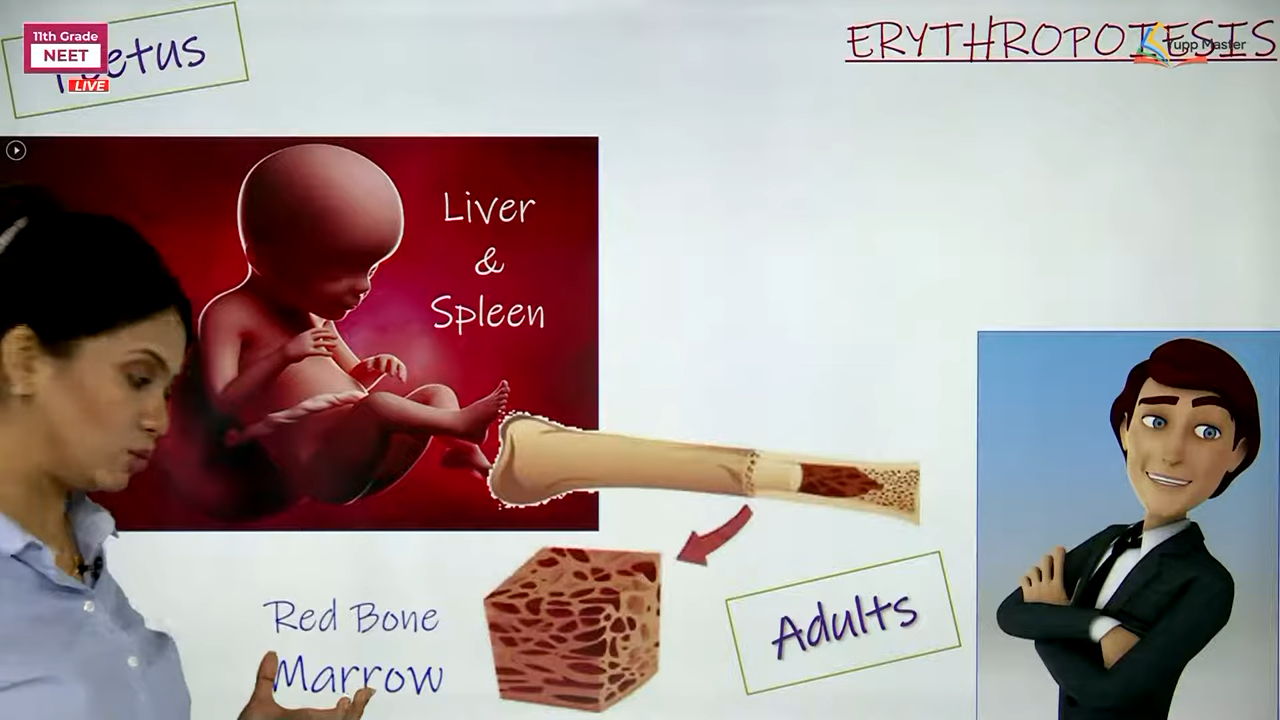 11th Grade
NEET
LIVE
ERYTHROPOIESIS
Yupp Master
Liver
&
Spleen
Red Bone
Marrow
Adults